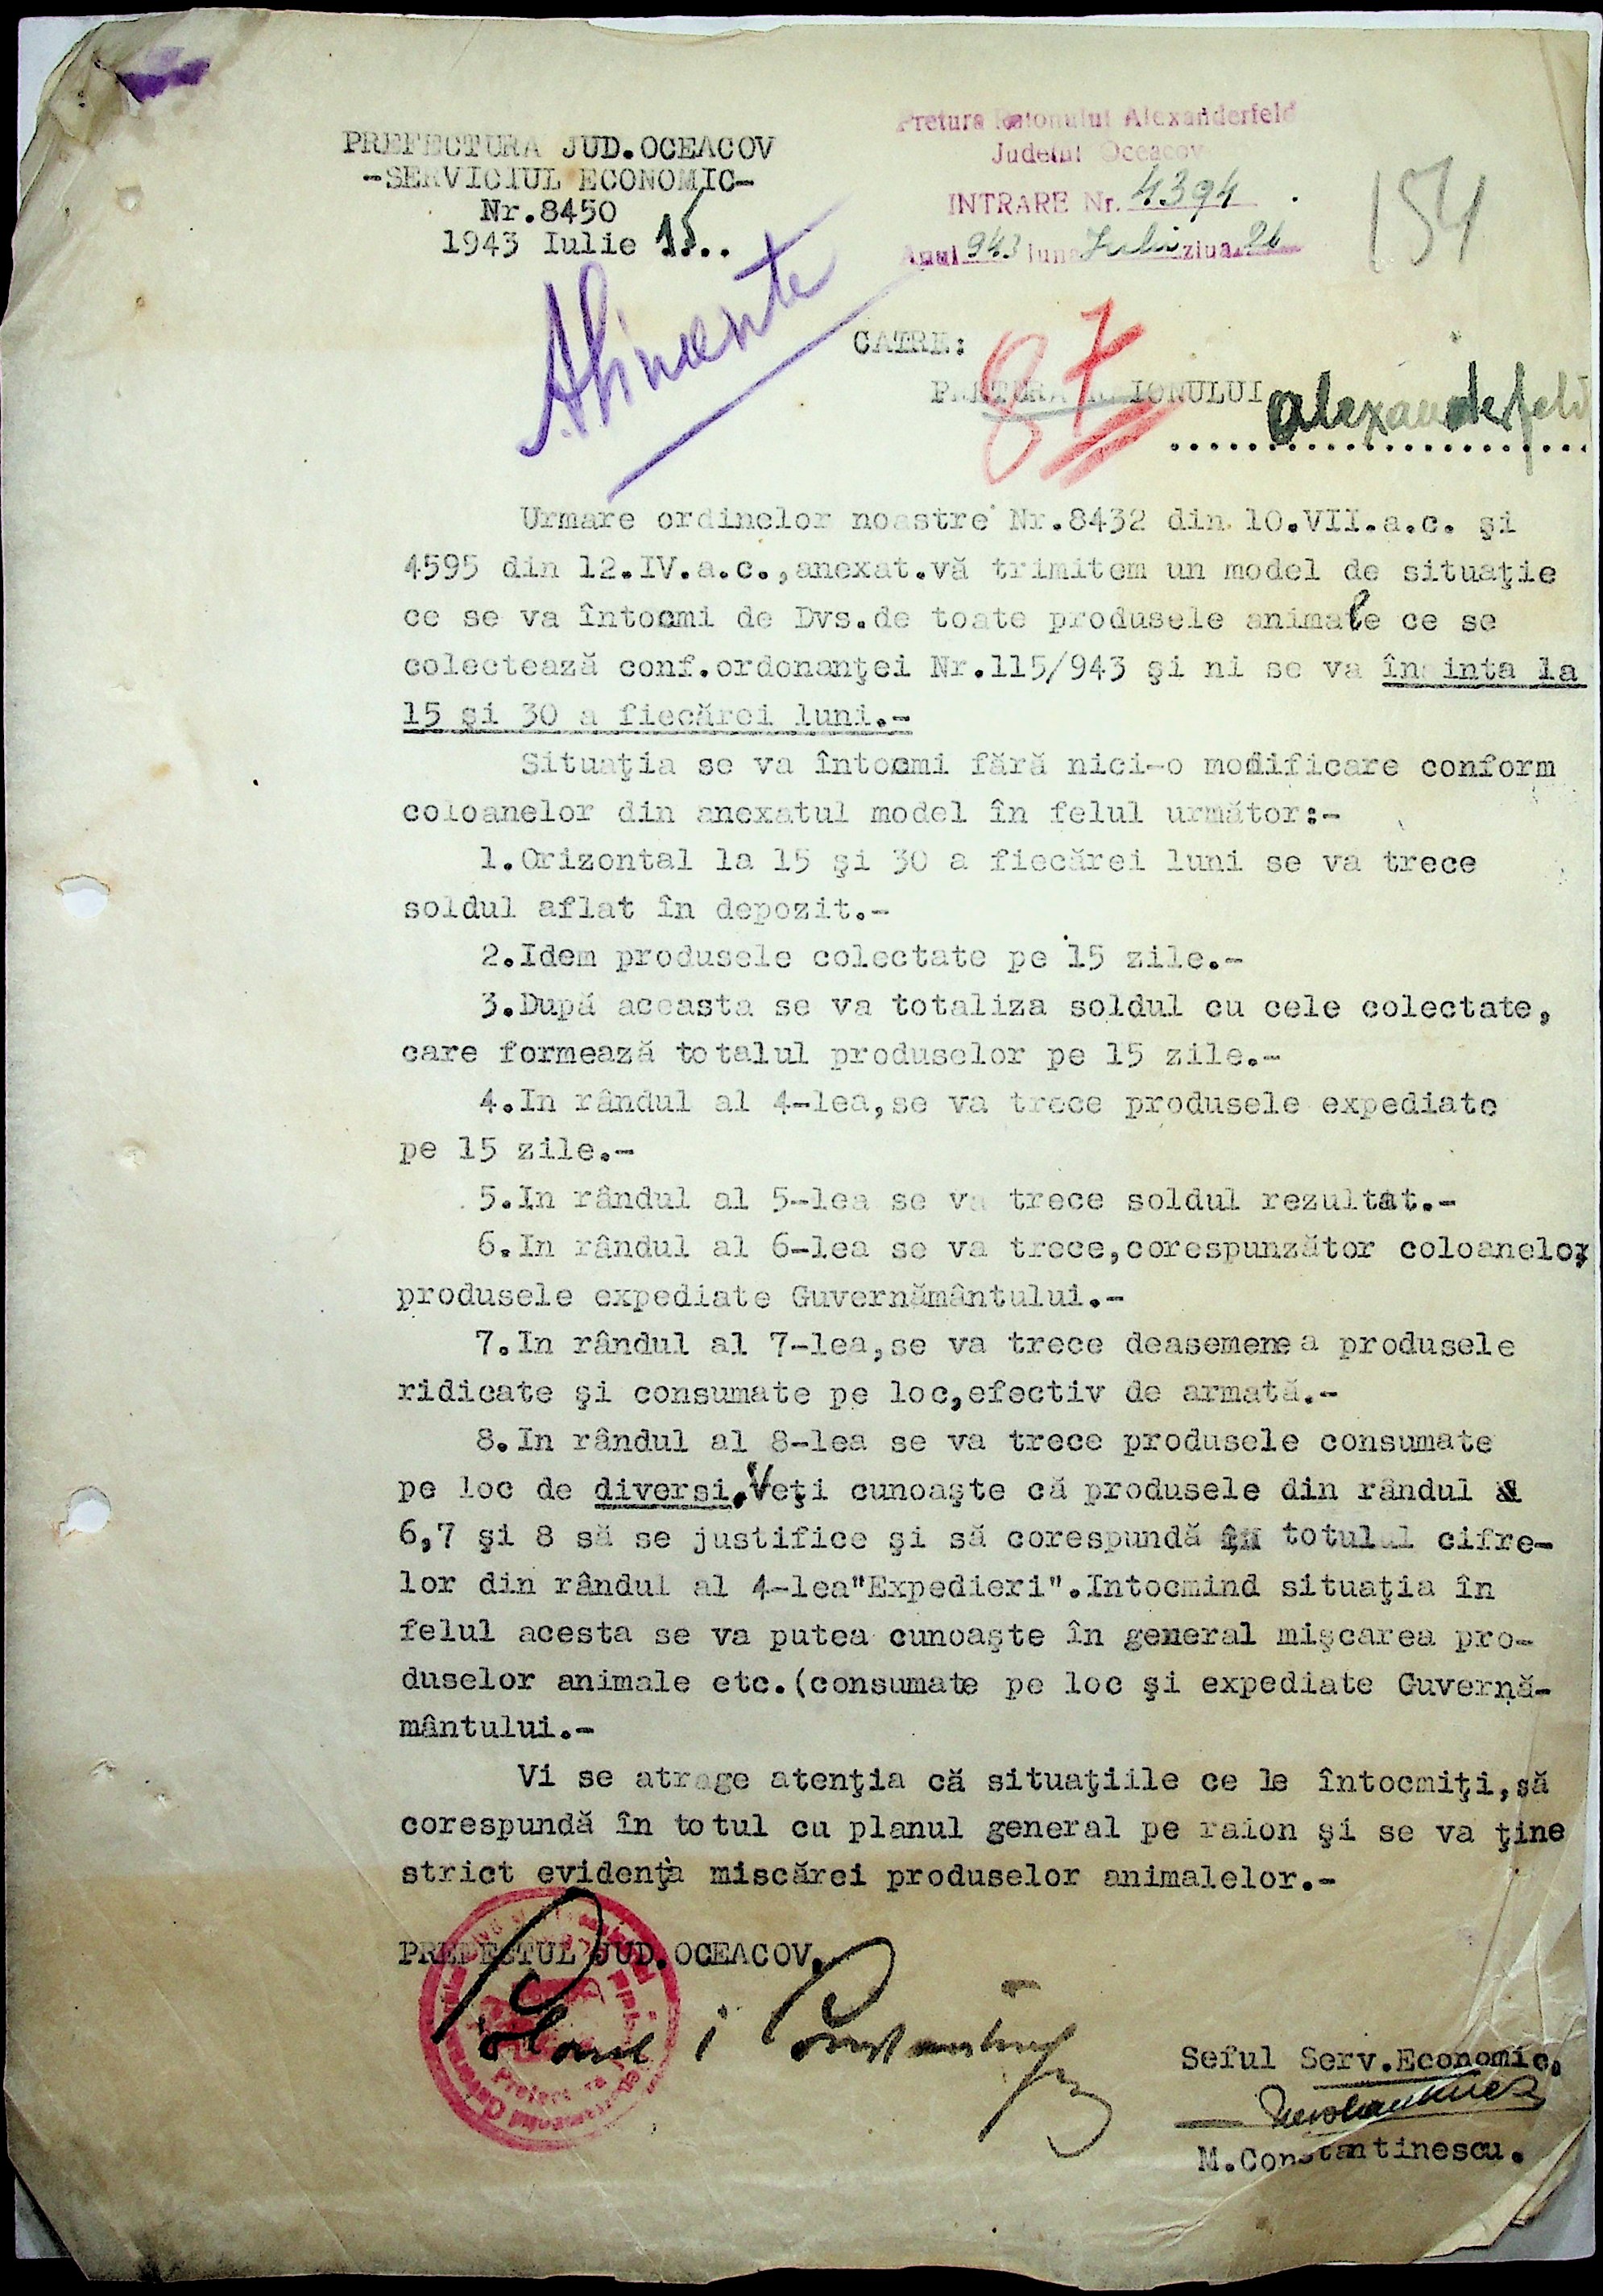 PREFECTURA JUD.OCEACOV
-SERVICIUL ECONOMIC-
Nr.8450
1943 Iulie 15..
Pretura Raionului Alexanderfeld
Județul Oceacov
INTRARE Nr. 4394
Anul 943 luna Iulie ziua 26
154
Alimente
CATRE:
87
PRETURA RAIONULUI Alexanderfeld
Urmare ordinelor noastre Nr.8432 din 10.VII.a.c. şi
4595 din 12.IV.a.c.,anexat.vă trimitem un model de situaţie
ce se va întocmi de Dvs.de toate produsele animale ce se
colectează conf.ordonanţei Nr.115/943 şi ni se va înainta la
15 şi 30 a fiecărei luni.-
Situaţia se va întocmi fără nici-o modificare conform
coloanelor din anexatul model în felul următor:-
1.Orizontal la 15 şi 30 a fiecărei luni se va trece
soldul aflat în depozit.-
2.Idem produsele colectate pe 15 zile.-
3.După aceasta se va totaliza soldul cu cele colectate,
care formează totalul produselor pe 15 zile.-
4.In rândul al 4-lea,se va trece produsele expediate
pe 15 zile.-
5.In rândul al 5-lea se va trece soldul rezultat.-
6.In rândul al 6-lea se va trece,corespunzător coloanelor,
produsele expediate Guvernământului.-
7.In rândul al 7-lea,se va trece deasemenea produsele
ridicate şi consumate pe loc,efectiv de armată.-
8.In rândul al 8-lea se va trece produsele consumate
pe loc de diversi.Veţi cunoaşte că produsele din rândul
6,7 şi 8 să se justifice şi să corespundă în totulul cifre-
lor din rândul al 4-lea"Expedieri".Intocmind situaţia în
felul acesta se va putea cunoaşte în general mişcarea pro-
duselor animale etc.(consumate pe loc şi expediate Guvernă-
mântului.-
Vi se atrage atenţia că situaţiile ce le întocmiţi,să
corespundă în totul cu planul general pe raion şi se va ţine
strict evidenţa miscărei produselor animalelor.-
PREFECTUL JUD.OCEACOV,
Seful Serv.Economic,
M.Constantinescu.